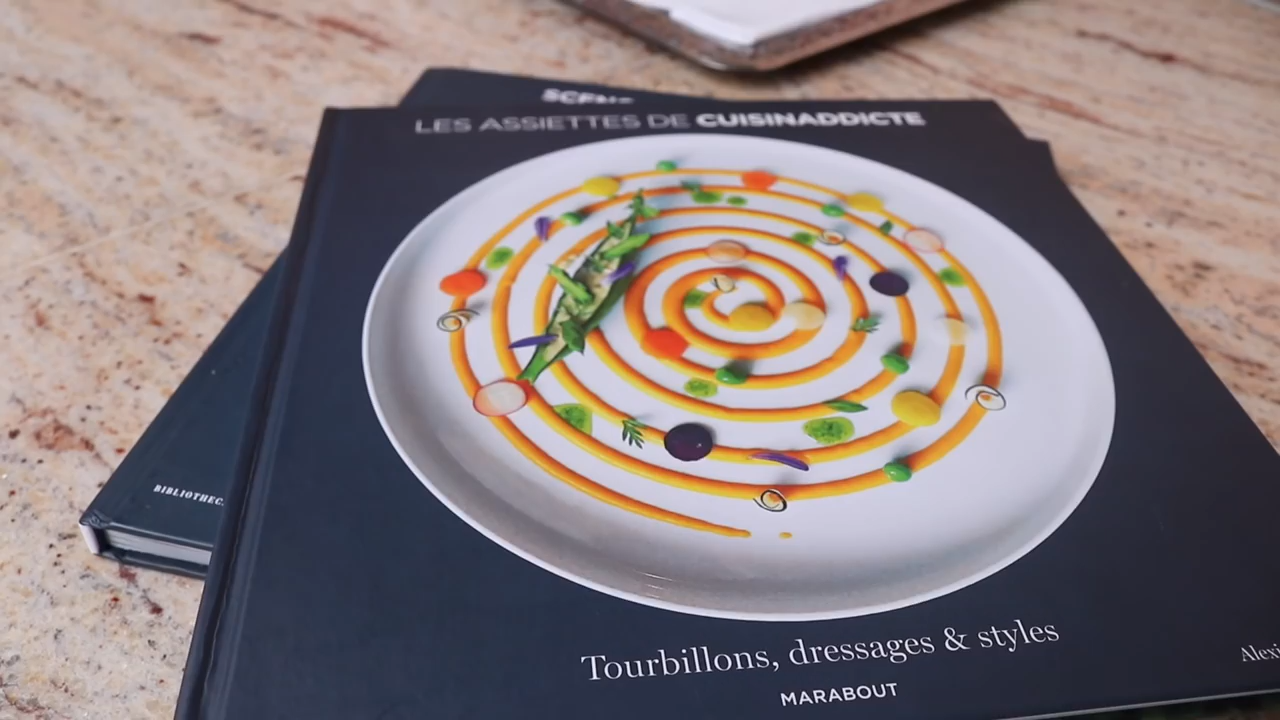 LES ASSIETTES DE CUISINADDICTE
Tourbillons, dressages & styles
MARABOUT